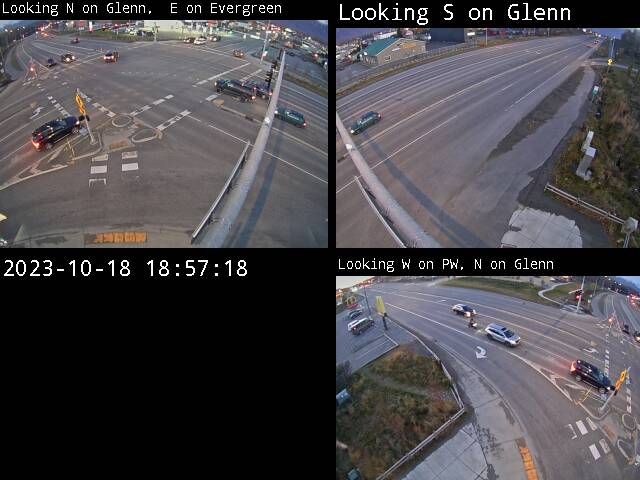 Looking N on Glenn,  E on Evergreen
Looking S on Glenn
2023-10-18 18:57:18
Looking W on PW, N on Glenn